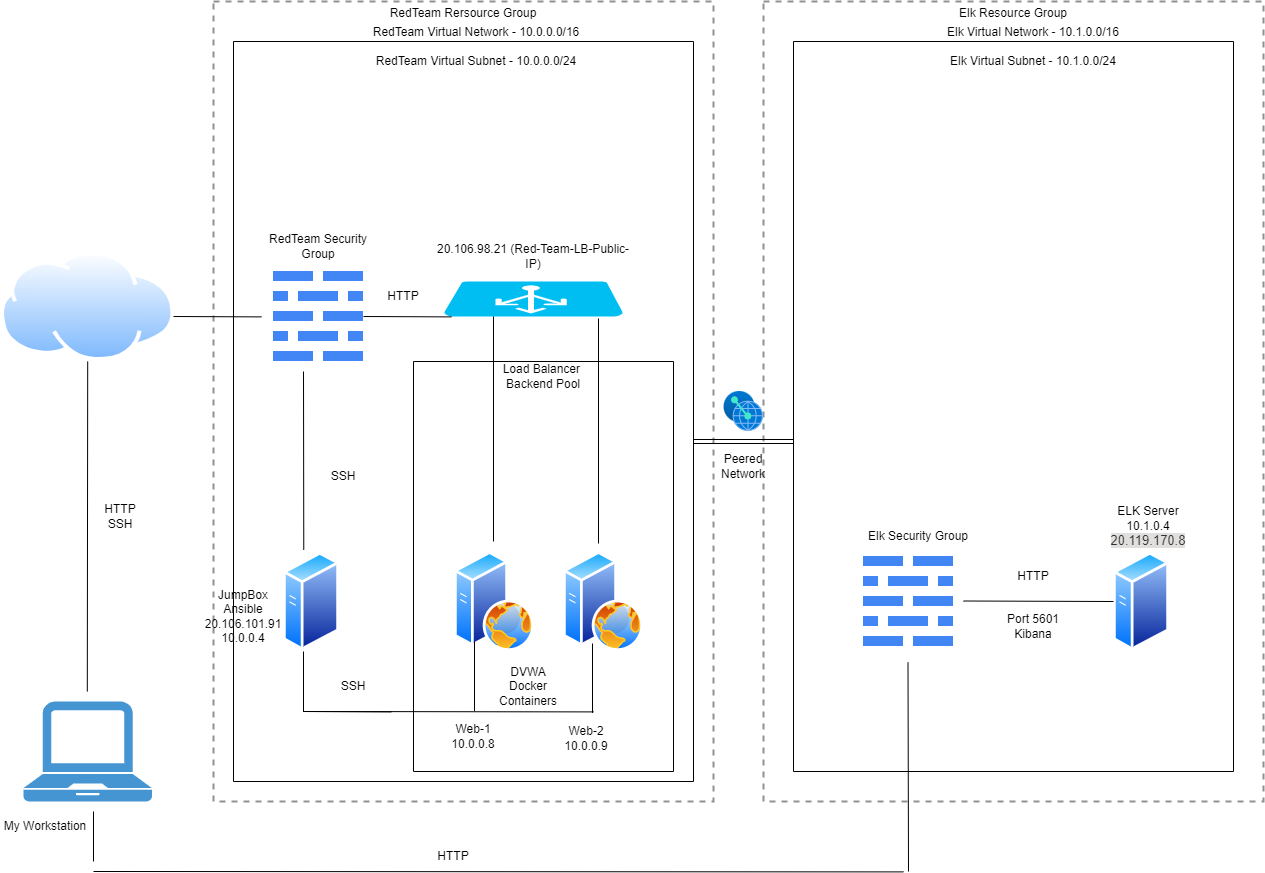 RedTeam Rersource Group
RedTeam Virtual Network - 10.0.0.0/16
RedTeam Virtual Subnet - 10.0.0.0/24
Elk Resource Group
Elk Virtual Network - 10.1.0.0/16
Elk Virtual Subnet - 10.1.0.0/24
RedTeam Security
Group
20.106.98.21 (Red-Team-LB-Public-
IP)
HTTP
Load Balancer
Backend Pool
Peered
Network
SSH
HTTP
SSH
ELK Server
10.1.0.4
20.119.170.8
Elk Security Group
HTTP
Port 5601
Kibana
JumpBox
Ansible
20.106.101.91
10.0.0.4
SSH
DVWA
Docker
Containers
Web-1
10.0.0.8
Web-2
10.0.0.9
My Workstation
HTTP